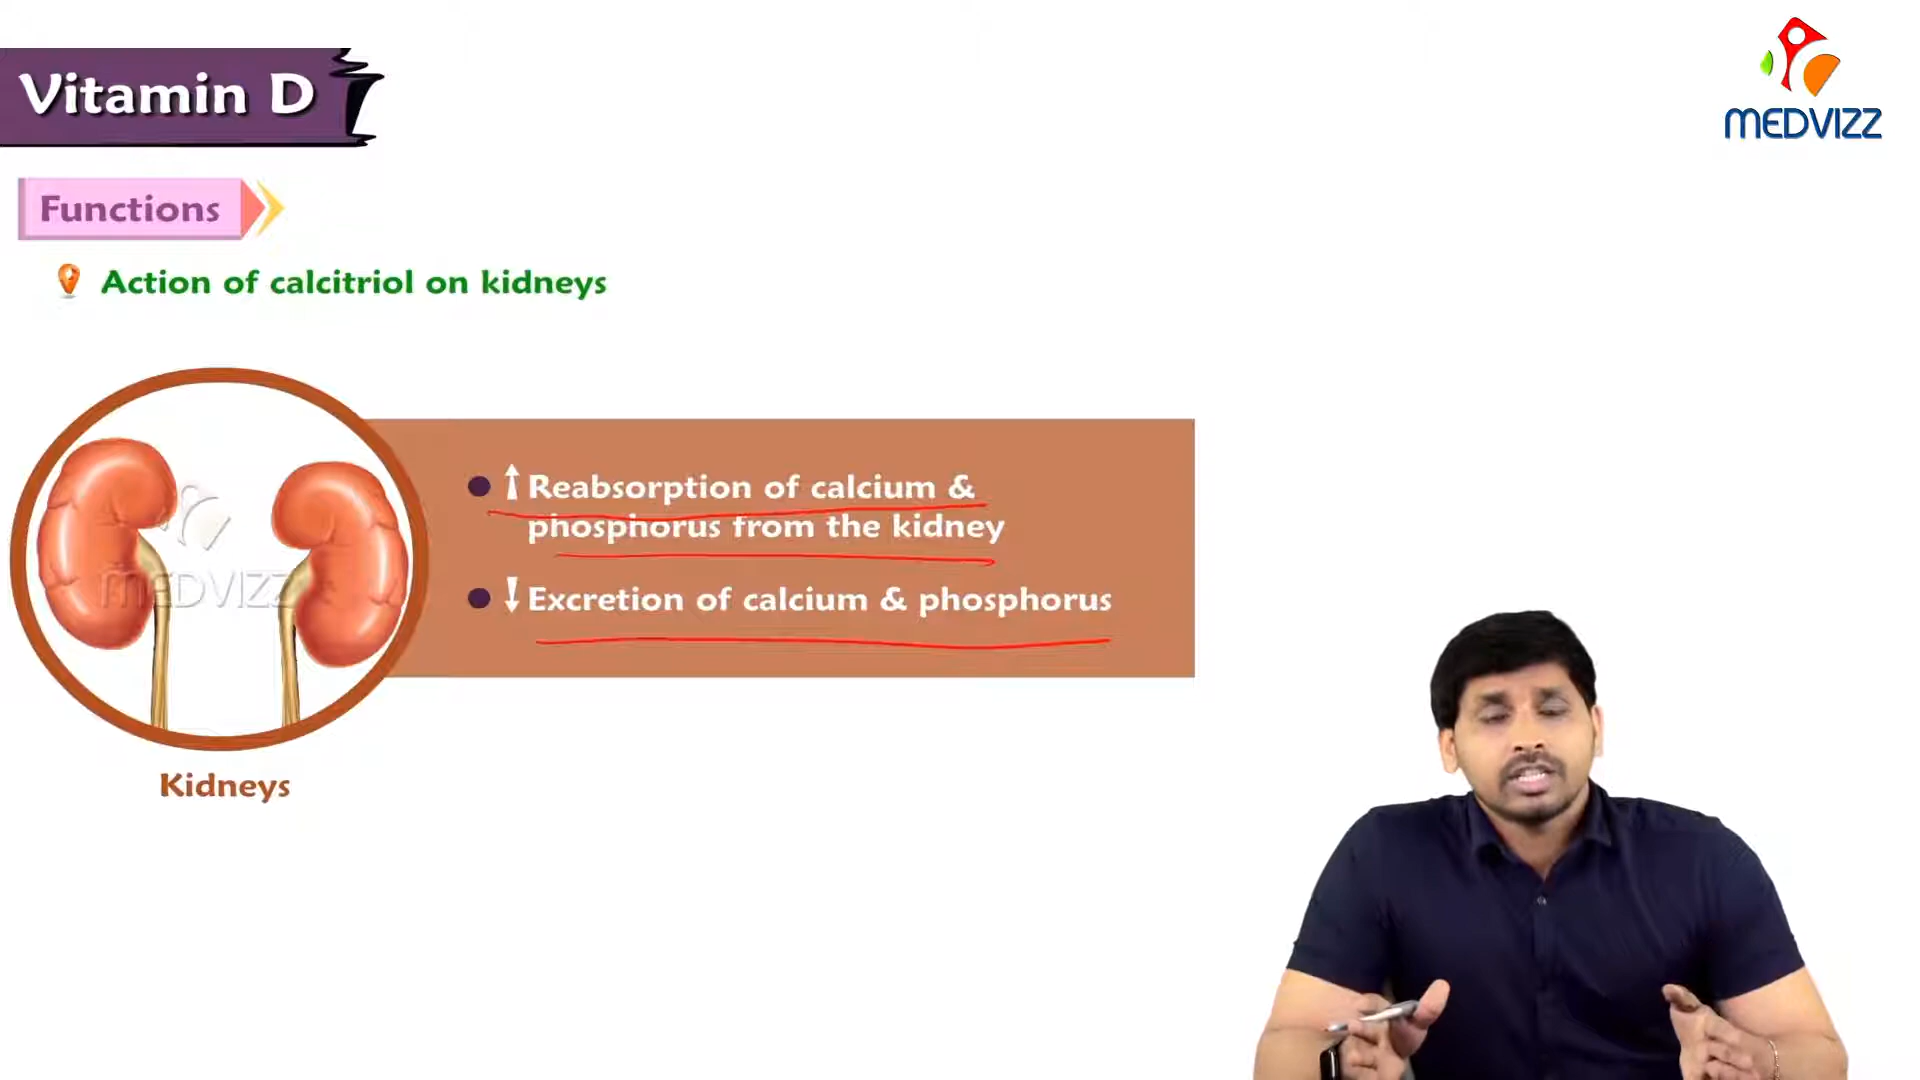 Vitamin D
MEDVIZZ
Functions
Action of calcitriol on kidneys
↑ Reabsorption of calcium &
phosphorus from the kidney
↓ Excretion of calcium & phosphorus
MEDVIZZ
Kidneys